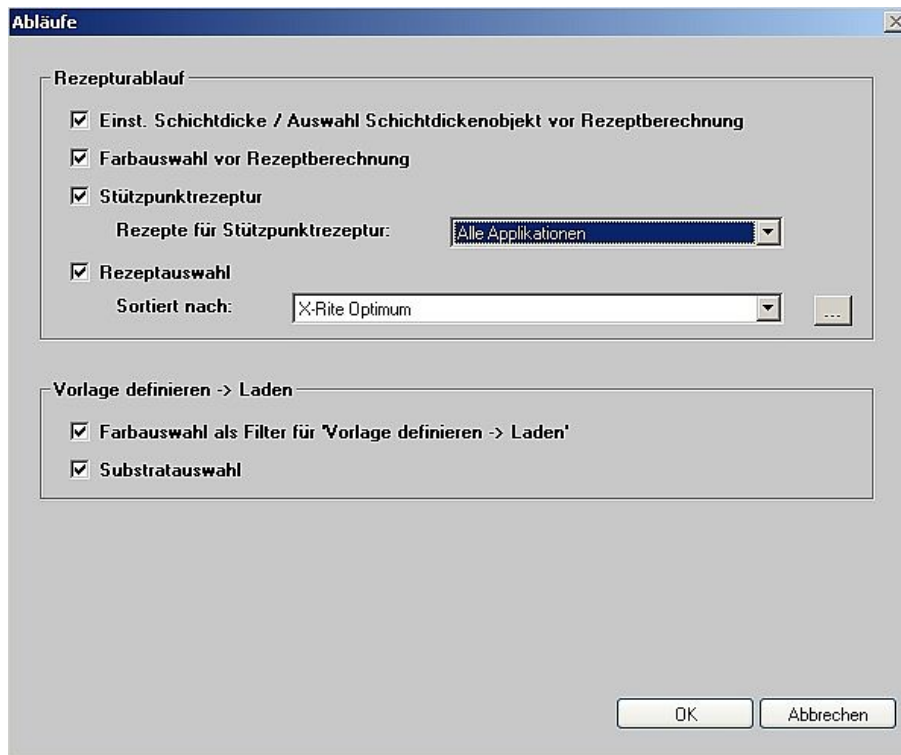 Abläufe
Rezepturablauf
Einst. Schichtdicke / Auswahl Schichtdickenobjekt vor Rezeptberechnung
Farbauswahl vor Rezeptberechnung
Stützpunktrezeptur
Rezepte für Stützpunktrezeptur: Alle Applikationen
Rezeptauswahl
Sortiert nach: X-Rite Optimum ...
Vorlage definieren -> Laden
Farbauswahl als Filter für 'Vorlage definieren -> Laden'
Substratauswahl
OK Abbrechen